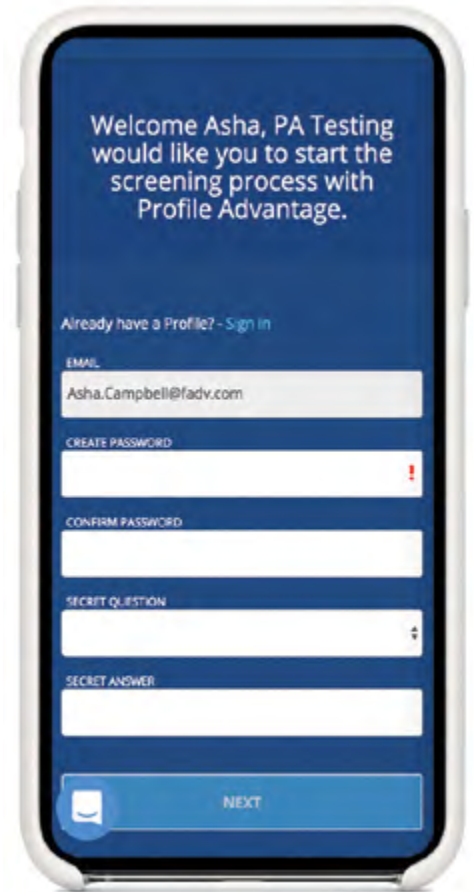 Welcome Asha, PA Testing
would like you to start the
screening process with
Profile Advantage.
Already have a Profile? - Sign In
EMAIL
Asha.Campbell@fadv.com
CREATE PASSWORD
!
CONFIRM PASSWORD
SECRET QUESTION
SECRET ANSWER
NEXT